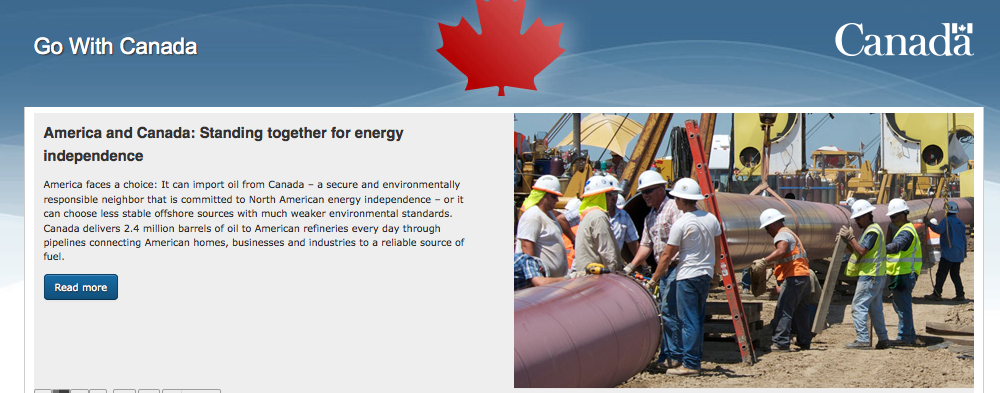 Go With Canada
Canada
America and Canada: Standing together for energy
independence
America faces a choice: It can import oil from Canada – a secure and environmentally
responsible neighbor that is committed to North American energy independence – or it
can choose less stable offshore sources with much weaker environmental standards.
Canada delivers 2.4 million barrels of oil to American refineries every day through
pipelines connecting American homes, businesses and industries to a reliable source of
fuel.
Read more